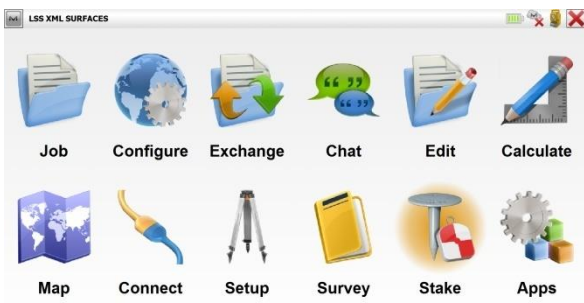 LSS XML SURFACES
Job Configure Exchange Chat Edit Calculate
Map Connect Setup Survey Stake Apps